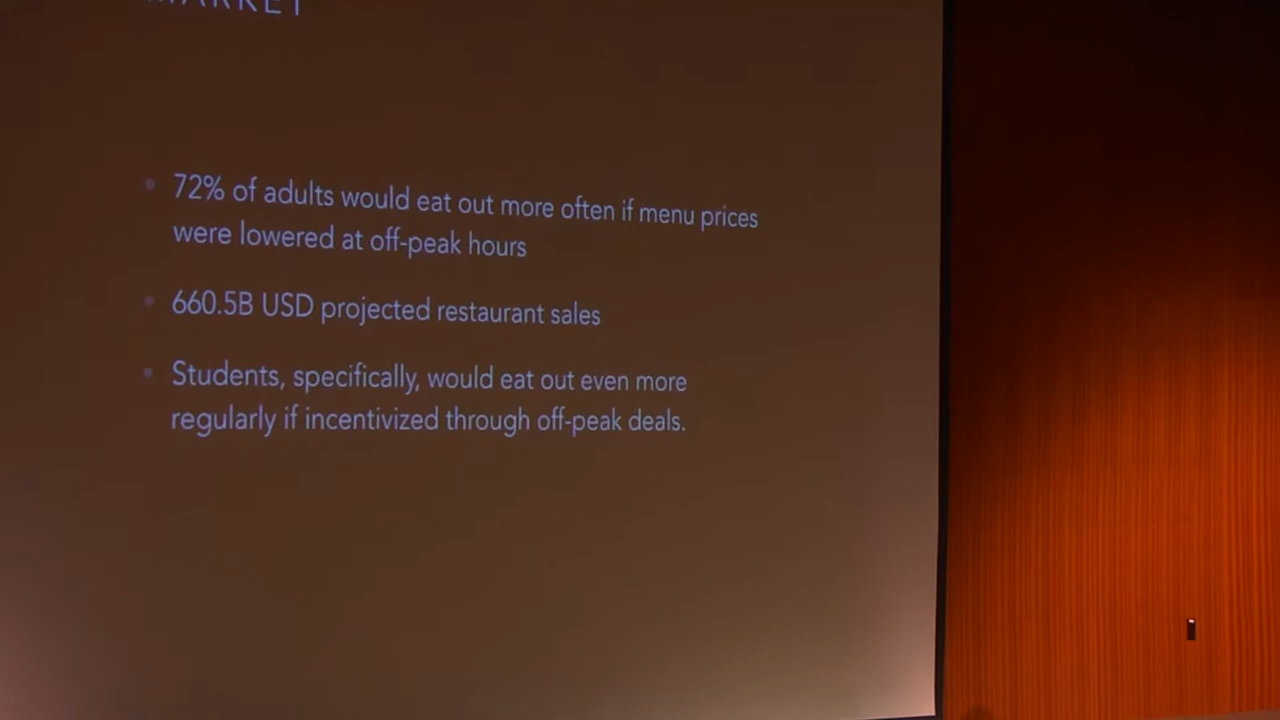 MARKET
72% of adults would eat out more often if menu prices
were lowered at off-peak hours
660.5B USD projected restaurant sales
Students, specifically, would eat out even more
regularly if incentivized through off-peak deals.